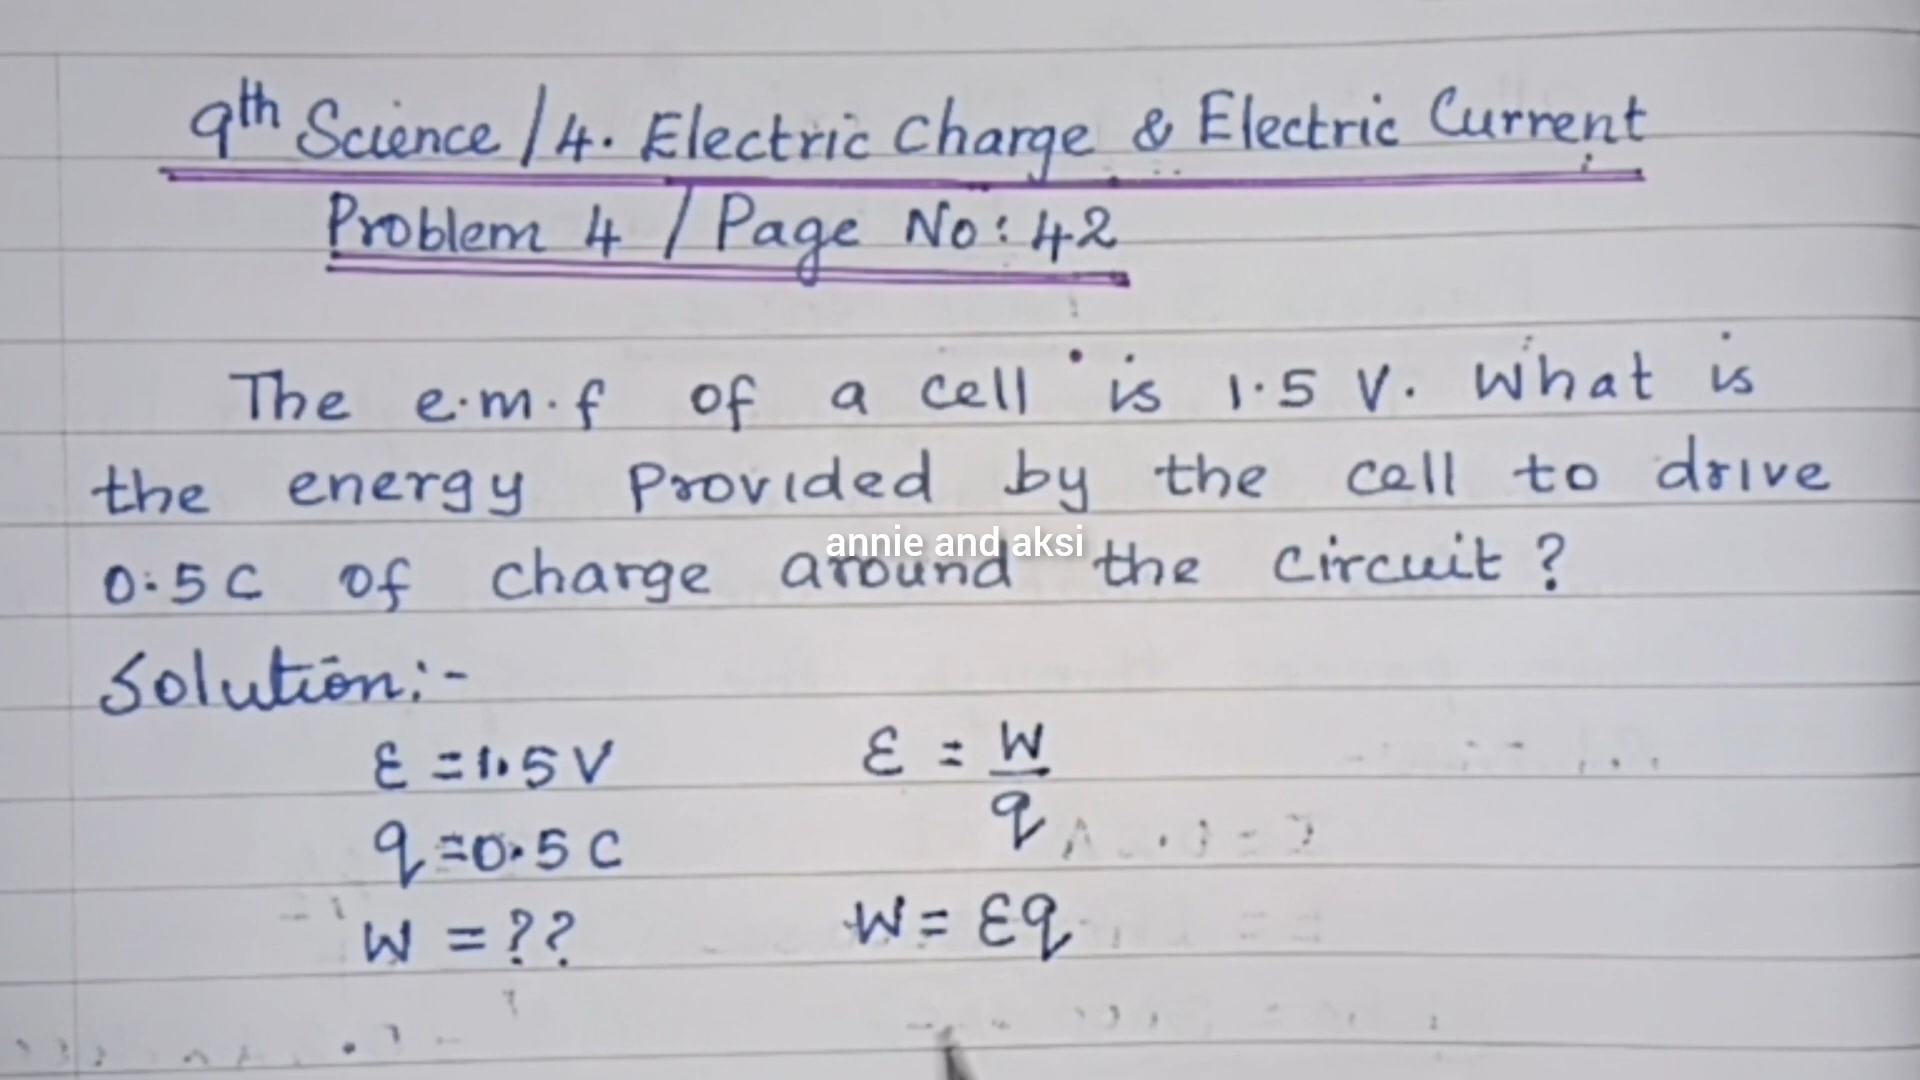 9th Science / 4. Electric Charge & Electric Current
Problem 4 / Page No: 42
The e.m.f of a cell is 1.5 V. What is
the energy Provided by the cell to drive
annie and aksi
0.5C of charge around the circuit?
Solution:-
ε = 1.5 V ε = W/q
q = 0.5 C
W = ?? W = εq